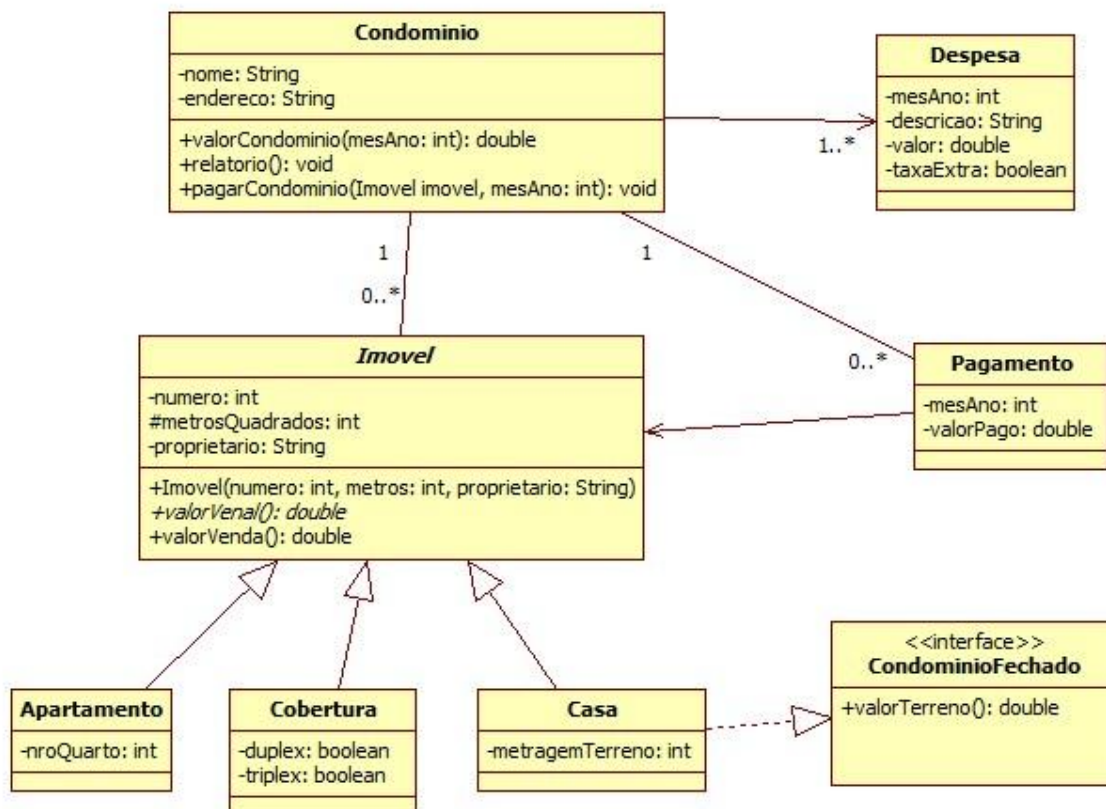 Condominio
-nome: String
-endereco: String
+valorCondominio(mesAno: int): double
+relatorio(): void
+pagarCondominio(Imovel imovel, mesAno: int): void
Despesa
-mesAno: int
-descricao: String
-valor: double
-taxaExtra: boolean
1..*
1
1
0..*
0..*
Imovel
-numero: int
#metrosQuadrados: int
-proprietario: String
+Imovel(numero: int, metros: int, proprietario: String)
+valorVenal(): double
+valorVenda(): double
Pagamento
-mesAno: int
-valorPago: double
Apartamento
-nroQuarto: int
Cobertura
-duplex: boolean
-triplex: boolean
Casa
-metragemTerreno: int
<<interface>>
CondominioFechado
+valorTerreno(): double